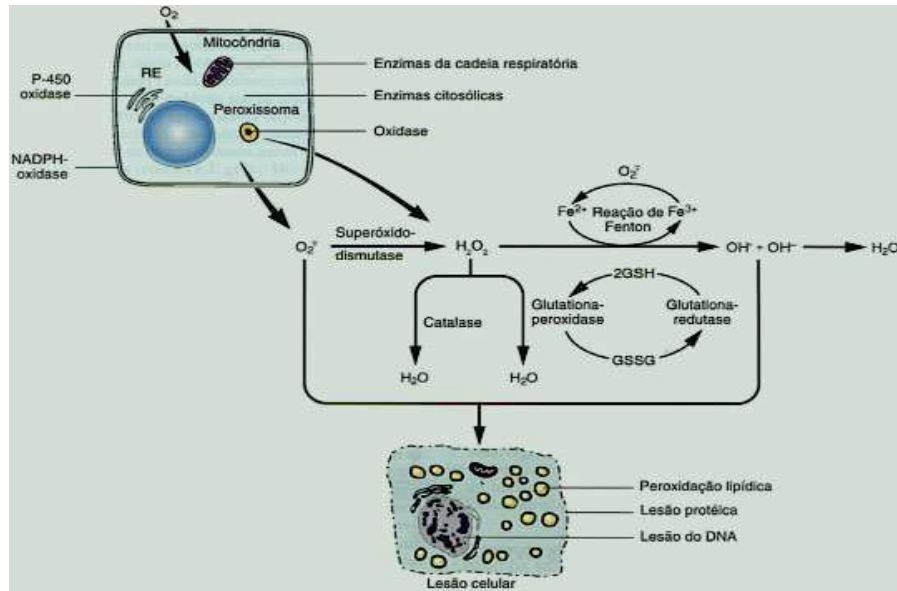 O₂
Mitocôndria
RE
P-450
oxidase
Peroxissoma
NADPH-
oxidase
Enzimas da cadeia respiratória
Enzimas citosólicas
Oxidase
O₂⁻
Fe²⁺ Reação de Fe³⁺
Fenton
O₂⁻
Superóxido-
dismutase
H₂O₂
OH· + OH⁻
H₂O
2GSH
Glutationa-
peroxidase
Glutationa-
redutase
GSSG
Catalase
H₂O
H₂O
Peroxidação lipídica
Lesão protéica
Lesão do DNA
Lesão celular